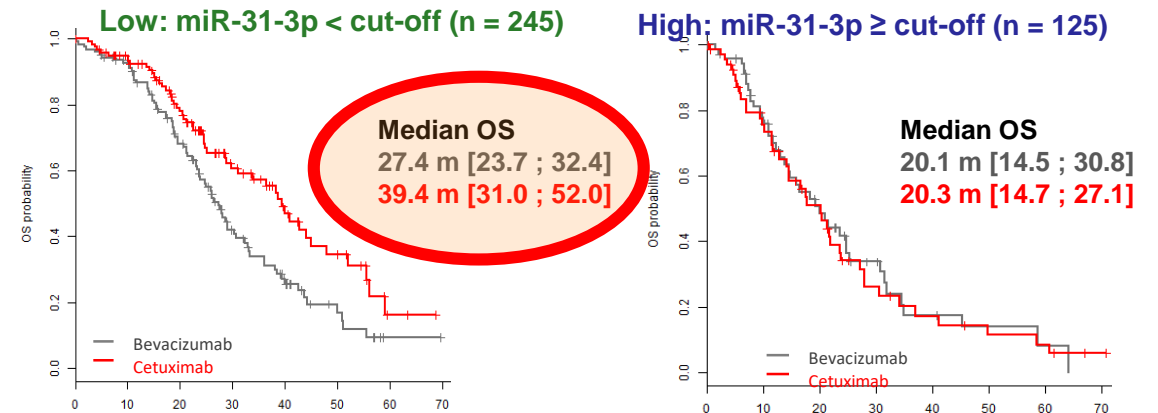 Low: miR-31-3p < cut-off (n = 245)
1.0
0.8
0.6
0.4
0.2
0.0
OS probability
Median OS
27.4 m [23.7 ; 32.4]
39.4 m [31.0 ; 52.0]
Bevacizumab
Cetuximab
0 10 20 30 40 50 60 70
High: miR-31-3p ≥ cut-off (n = 125)
1.0
0.8
0.6
0.4
0.2
0.0
OS probability
Median OS
20.1 m [14.5 ; 30.8]
20.3 m [14.7 ; 27.1]
Bevacizumab
Cetuximab
0 10 20 30 40 50 60 70